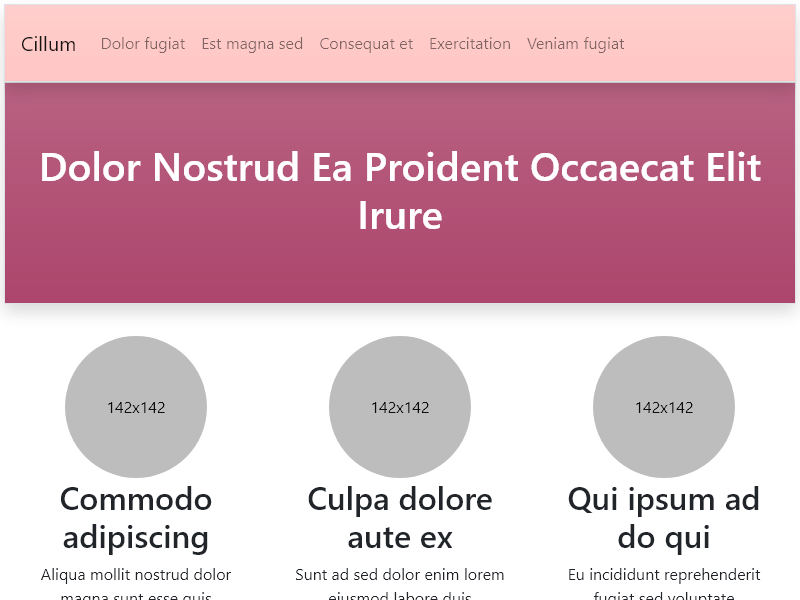 Cillum Dolor fugiat Est magna sed Consequat et Exercitation Veniam fugiat
Dolor Nostrud Ea Proident Occaecat Elit
Irure
142x142 142x142 142x142
Commodo
adipiscing
Aliqua mollit nostrud dolor
magna sunt esse quis
Culpa dolore
aute ex
Sunt ad sed dolor enim lorem
eiusmod labore duis
Qui ipsum ad
do qui
Eu incididunt reprehenderit
fugiat sed voluptate